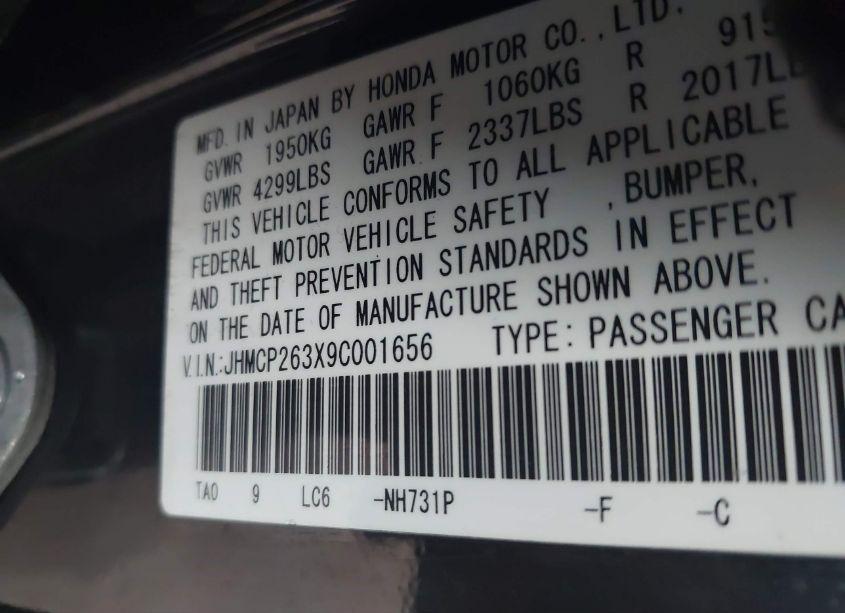 MFD. IN JAPAN BY HONDA MOTOR CO.,LTD.
GVWR 1950KG GAWR F 1060KG R
GVWR 4299LBS GAWR F 2337LBS R
THIS VEHICLE CONFORMS TO ALL APPLICABLE
FEDERAL MOTOR VEHICLE SAFETY , BUMPER,
AND THEFT PREVENTION STANDARDS IN EFFECT
ON THE DATE OF MANUFACTURE SHOWN ABOVE.
V.I.N.:JHMCP263X9C001656 TYPE: PASSENGER
TA0 9 LC6 -NH731P -F -C